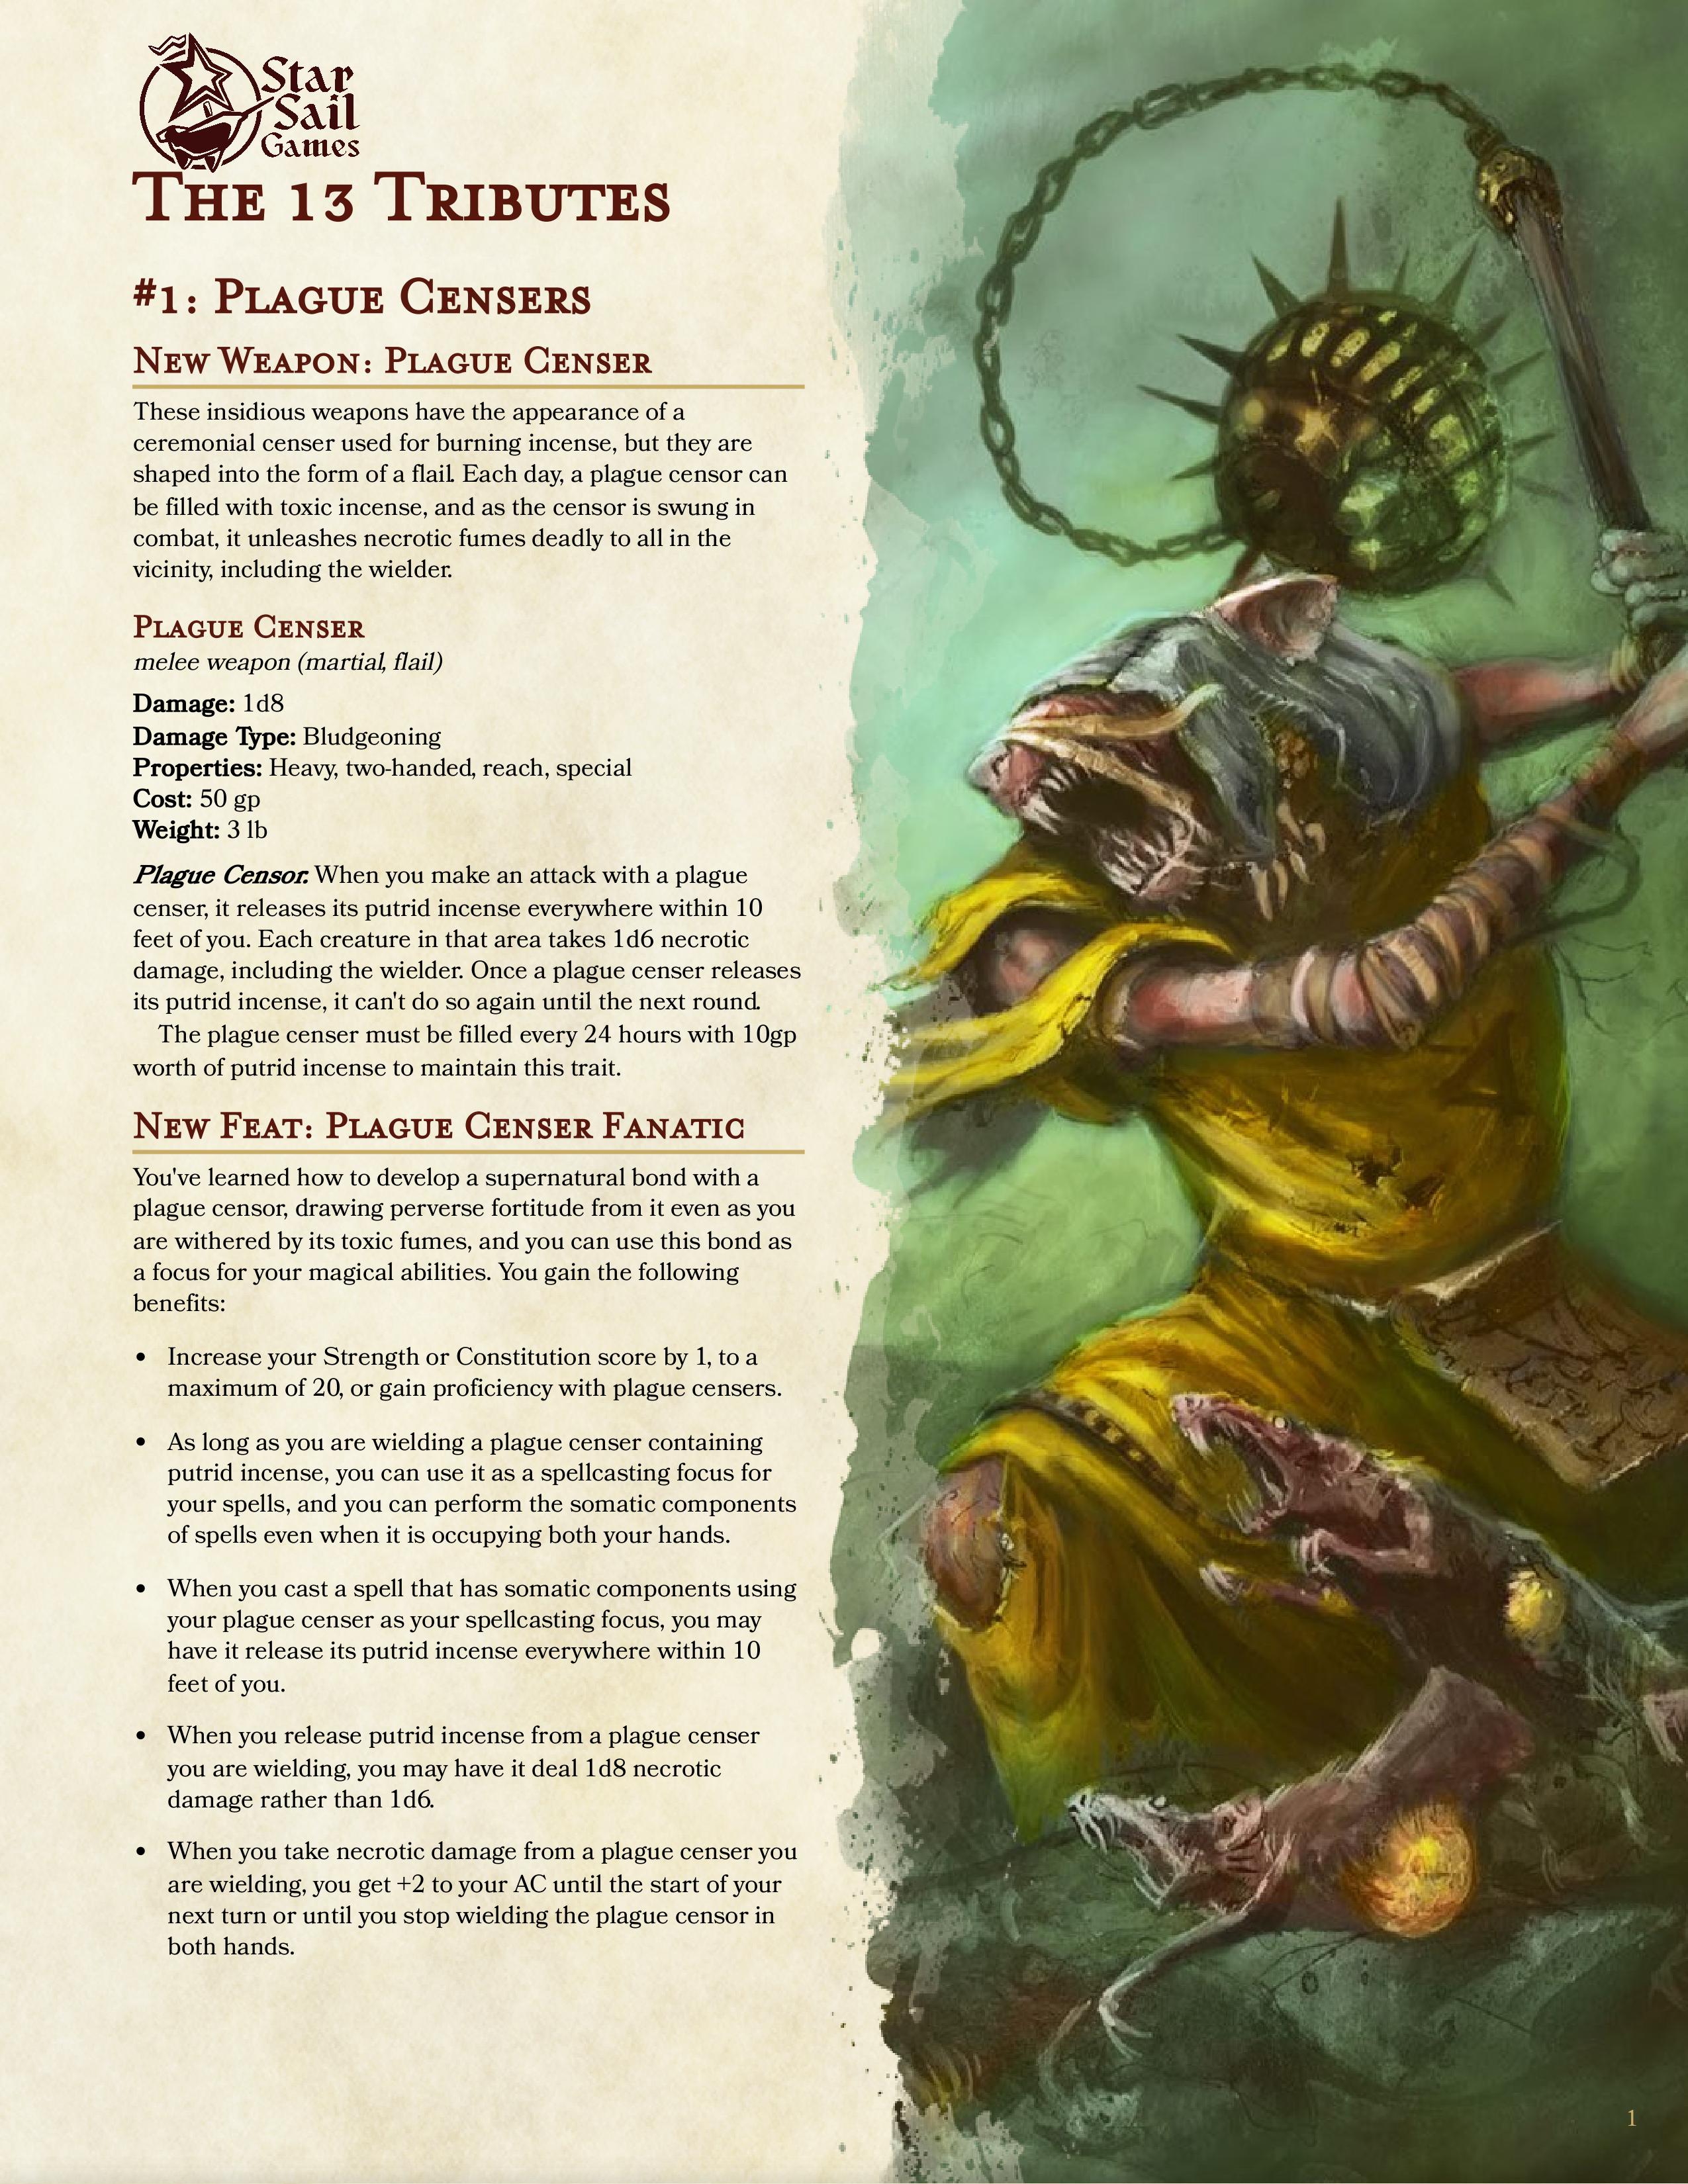 Star
Sail
Games
The 13 Tributes
#1: Plague Censers
New Weapon: Plague Censer
These insidious weapons have the appearance of a
ceremonial censer used for burning incense, but they are
shaped into the form of a flail. Each day, a plague censor can
be filled with toxic incense, and as the censor is swung in
combat, it unleashes necrotic fumes deadly to all in the
vicinity, including the wielder.
Plague Censer
melee weapon (martial, flail)
Damage: 1d8
Damage Type: Bludgeoning
Properties: Heavy, two-handed, reach, special
Cost: 50 gp
Weight: 3 lb
Plague Censor. When you make an attack with a plague
censer, it releases its putrid incense everywhere within 10
feet of you. Each creature in that area takes 1d6 necrotic
damage, including the wielder. Once a plague censer releases
its putrid incense, it can't do so again until the next round.
The plague censer must be filled every 24 hours with 10gp
worth of putrid incense to maintain this trait.
New Feat: Plague Censer Fanatic
You've learned how to develop a supernatural bond with a
plague censor, drawing perverse fortitude from it even as you
are withered by its toxic fumes, and you can use this bond as
a focus for your magical abilities. You gain the following
benefits:
• Increase your Strength or Constitution score by 1, to a
maximum of 20, or gain proficiency with plague censers.
• As long as you are wielding a plague censer containing
putrid incense, you can use it as a spellcasting focus for
your spells, and you can perform the somatic components
of spells even when it is occupying both your hands.
• When you cast a spell that has somatic components using
your plague censer as your spellcasting focus, you may
have it release its putrid incense everywhere within 10
feet of you.
• When you release putrid incense from a plague censer
you are wielding, you may have it deal 1d8 necrotic
damage rather than 1d6.
• When you take necrotic damage from a plague censer you
are wielding, you get +2 to your AC until the start of your
next turn or until you stop wielding the plague censor in
both hands.
1